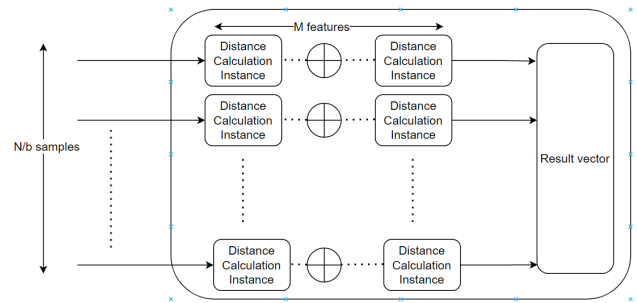 M features
Distance
Calculation
Instance
Distance
Calculation
Instance
Distance
Calculation
Instance
Distance
Calculation
Instance
N/b samples
Result vector
Distance
Calculation
Instance
Distance
Calculation
Instance